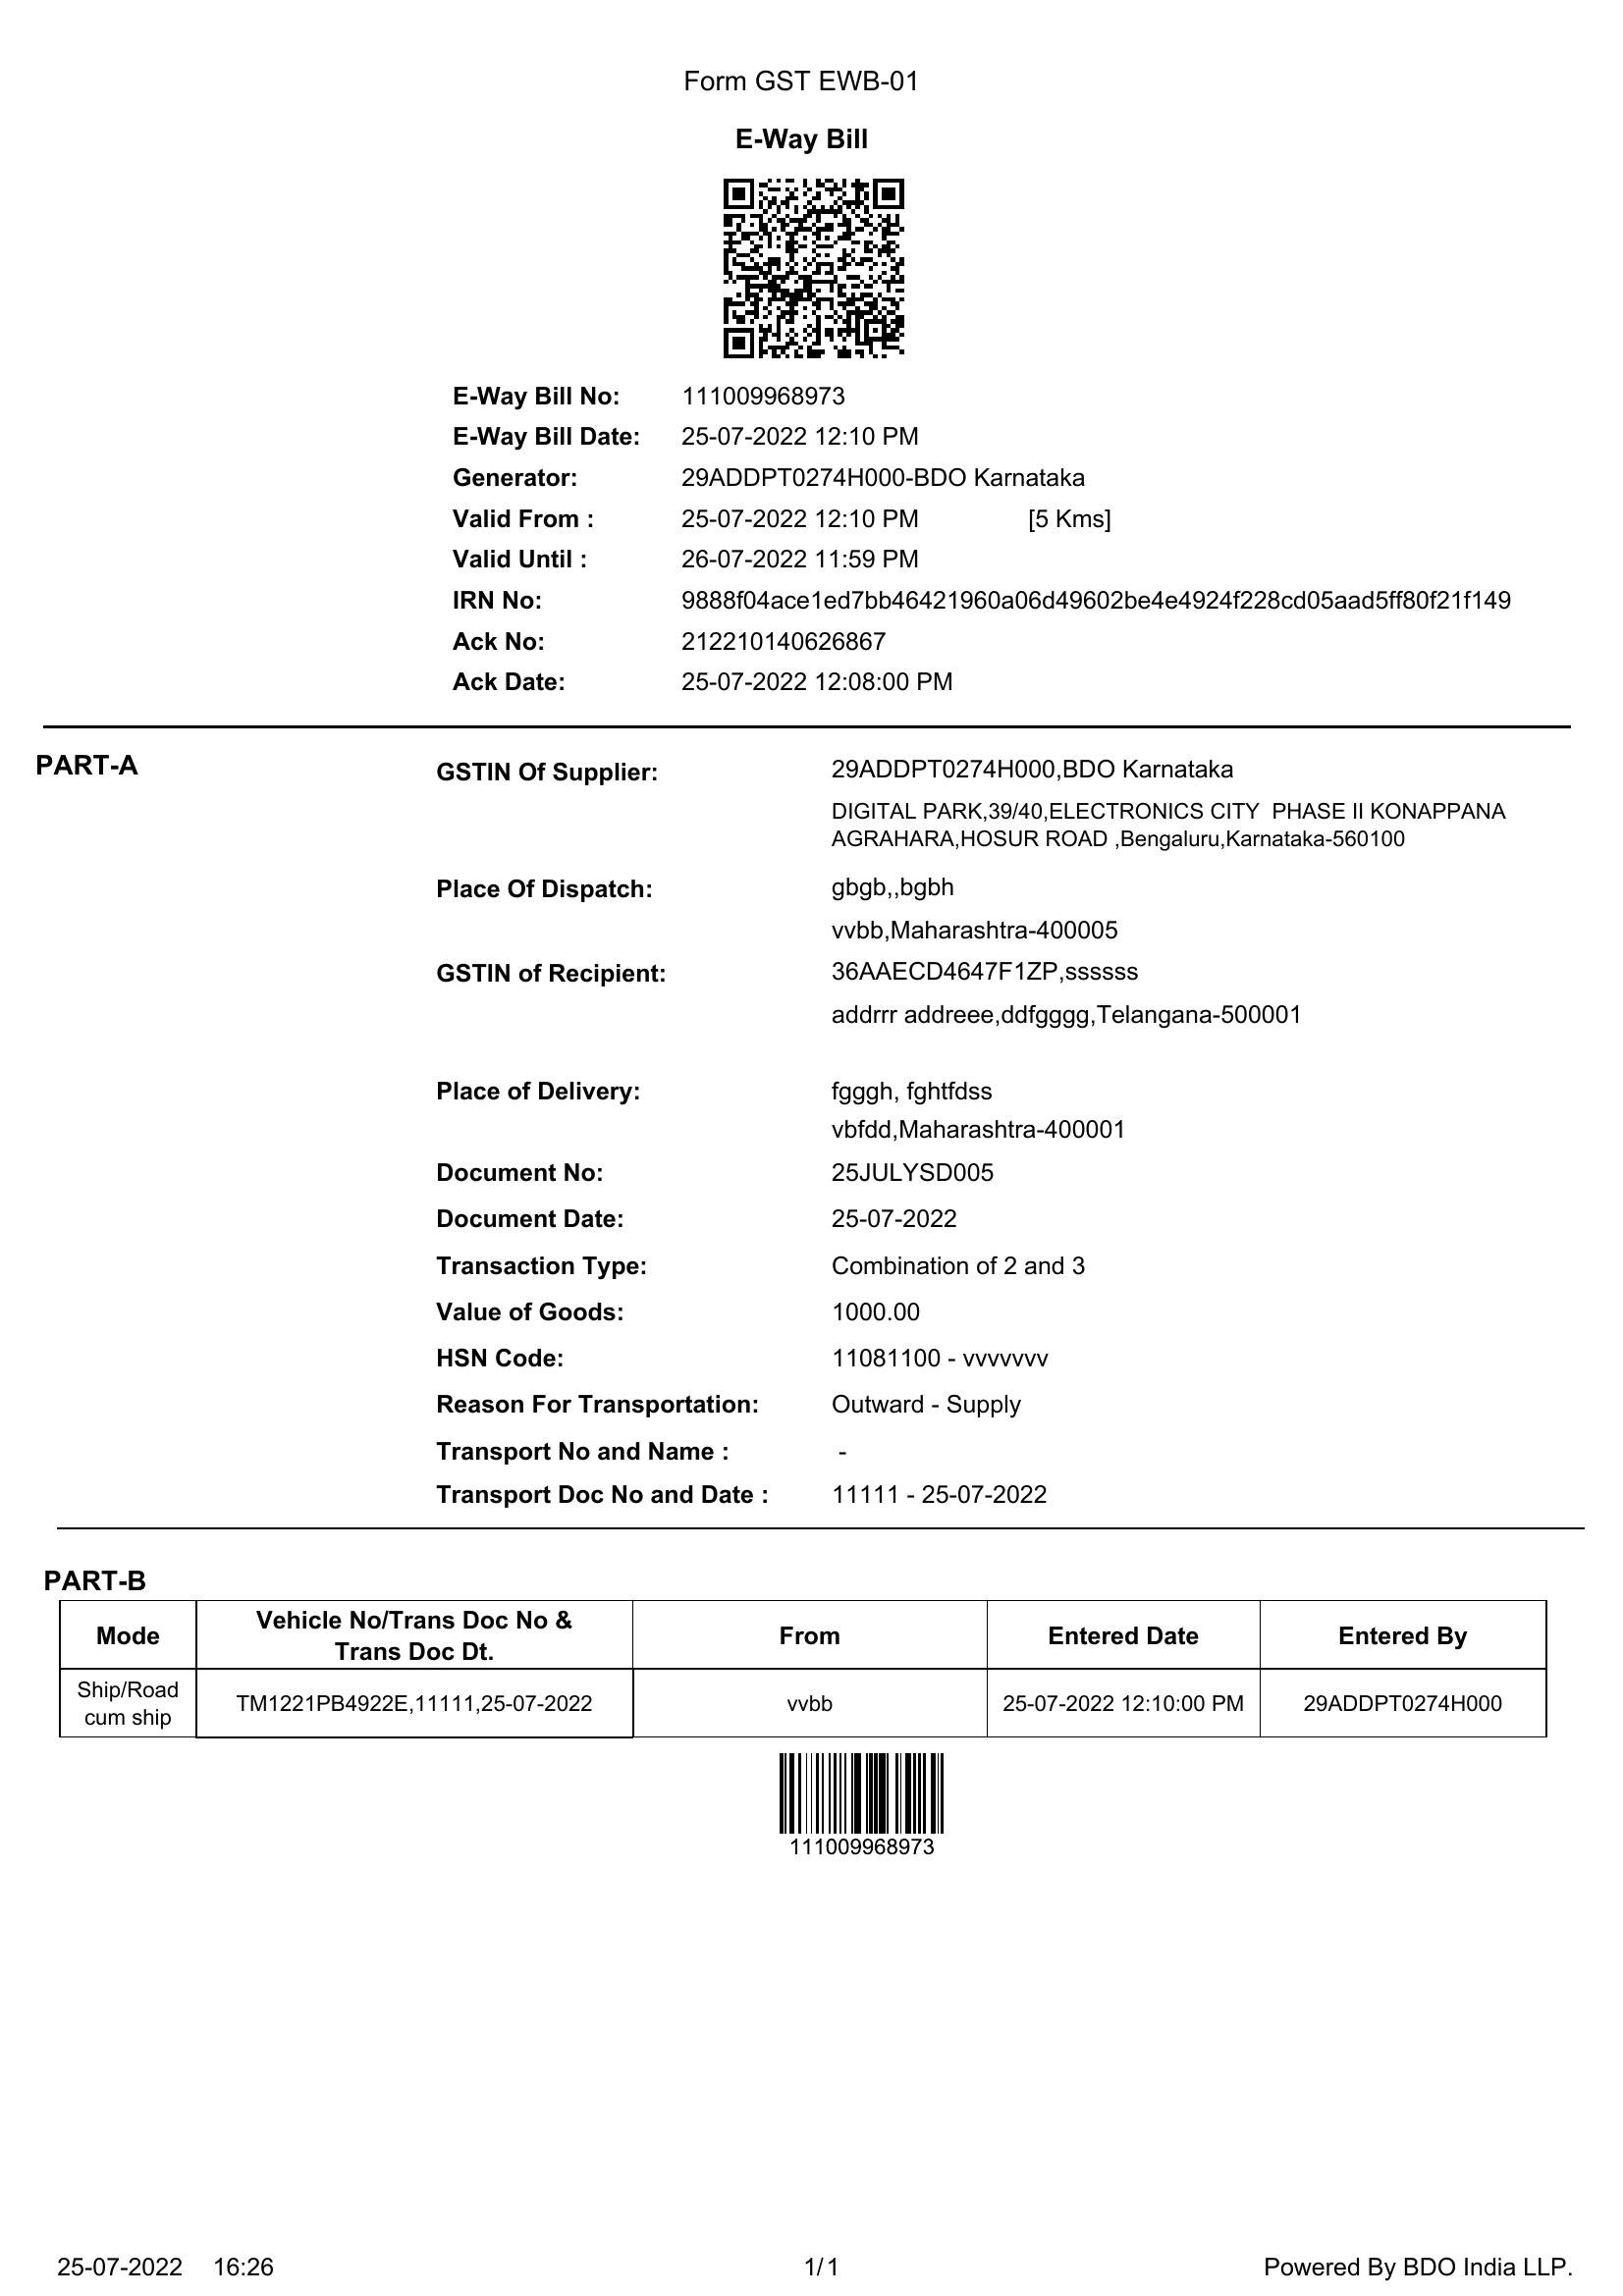 Form GST EWB-01
E-Way Bill
E-Way Bill No: 111009968973
E-Way Bill Date: 25-07-2022 12:10 PM
Generator: 29ADDPT0274H000-BDO Karnataka
Valid From : 25-07-2022 12:10 PM [5 Kms]
Valid Until : 26-07-2022 11:59 PM
IRN No: 9888f04ace1ed7bb46421960a06d49602be4e4924f228cd05aad5ff80f21f149
Ack No: 212210140626867
Ack Date: 25-07-2022 12:08:00 PM
PART-A
GSTIN Of Supplier: 29ADDPT0274H000,BDO Karnataka
DIGITAL PARK,39/40,ELECTRONICS CITY  PHASE II KONAPPANA
AGRAHARA,HOSUR ROAD ,Bengaluru,Karnataka-560100
Place Of Dispatch: gbgb,,bgbh
vvbb,Maharashtra-400005
GSTIN of Recipient: 36AAECD4647F1ZP,ssssss
addrrr addreee,ddfgggg,Telangana-500001
Place of Delivery: fgggh, fghtfdss
vbfdd,Maharashtra-400001
Document No: 25JULYSD005
Document Date: 25-07-2022
Transaction Type: Combination of 2 and 3
Value of Goods: 1000.00
HSN Code: 11081100 - vvvvvvv
Reason For Transportation: Outward - Supply
Transport No and Name : -
Transport Doc No and Date : 11111 - 25-07-2022
PART-B
Mode Vehicle No/Trans Doc No & Trans Doc Dt. From Entered Date Entered By
Ship/Road cum ship TM1221PB4922E,11111,25-07-2022 vvbb 25-07-2022 12:10:00 PM 29ADDPT0274H000
111009968973
25-07-2022 16:26 1/1 Powered By BDO India LLP.